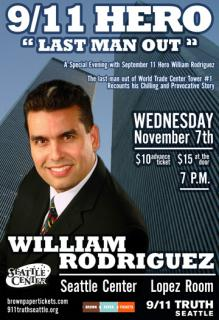 9/11 HERO
"LAST MAN OUT"
A Special Evening with September 11 Hero William Rodriguez
The last man out of World Trade Center Tower #1
Recounts his Chilling and Provocative Story
WEDNESDAY
November 7th
$10 advance ticket
$15 at the door
7 P.M.
WILLIAM
RODRIGUEZ
SEATTLE CENTER
Seattle Center Lopez Room
brownpapertickets.com
911truthseattle.org
BROWN PAPER TICKETS
9/11 TRUTH
SEATTLE